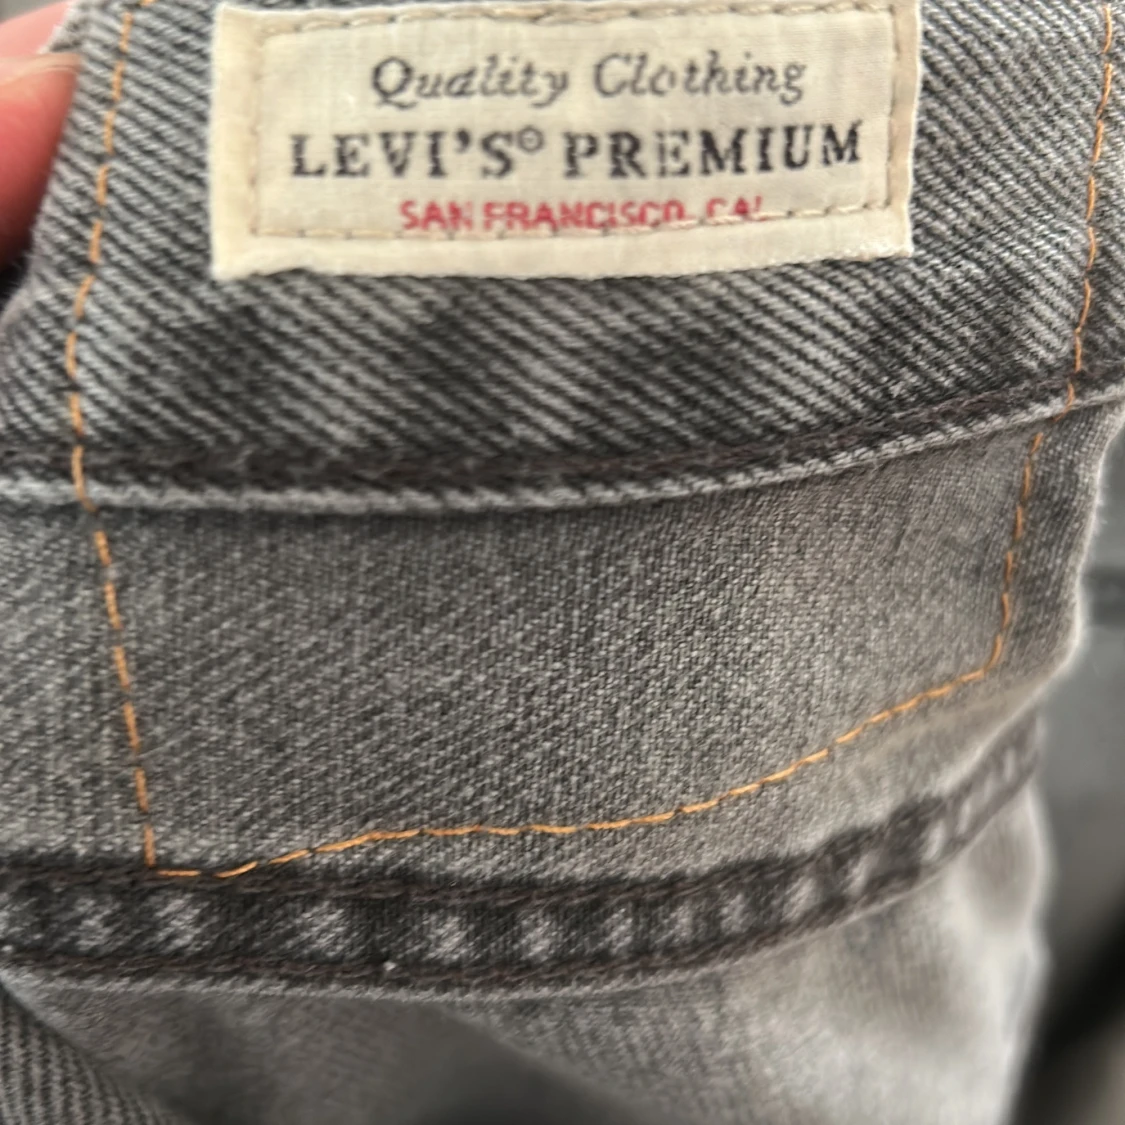 Quality Clothing
LEVI'S® PREMIUM
SAN FRANCISCO, CAL